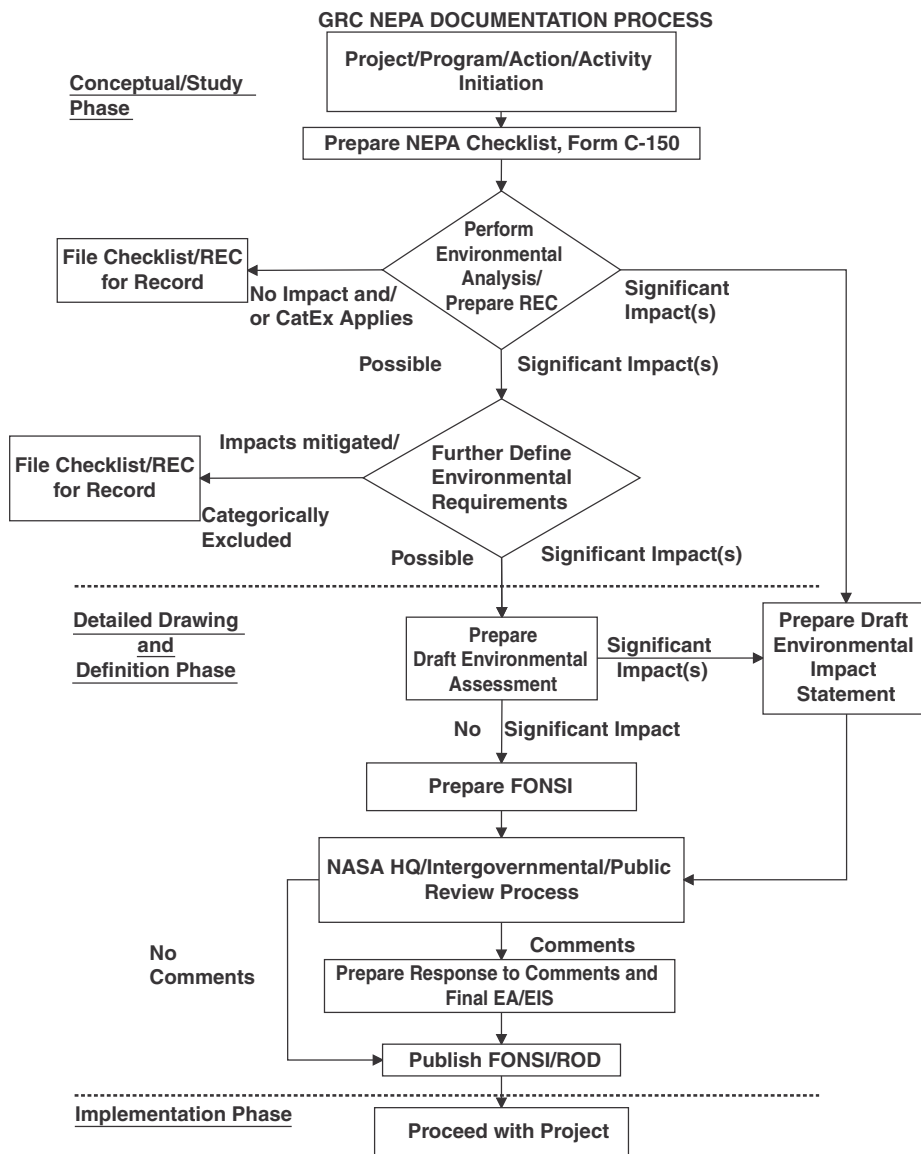 GRC NEPA DOCUMENTATION PROCESS
Project/Program/Action/Activity
Initiation
Conceptual/Study
Phase
Prepare NEPA Checklist, Form C-150
Perform
Environmental
Analysis/
Prepare REC
File Checklist/REC
for Record
No Impact and/
or CatEx Applies
Significant
Impact(s)
Possible Significant Impact(s)
Impacts mitigated/
File Checklist/REC
for Record
Further Define
Environmental
Requirements
Categorically
Excluded
Possible Significant Impact(s)
Detailed Drawing
and
Definition Phase
Prepare
Draft Environmental
Assessment
Significant
Impact(s)
Prepare Draft
Environmental
Impact
Statement
No Significant Impact
Prepare FONSI
NASA HQ/Intergovernmental/Public
Review Process
No
Comments
Comments
Prepare Response to Comments and
Final EA/EIS
Publish FONSI/ROD
Implementation Phase
Proceed with Project